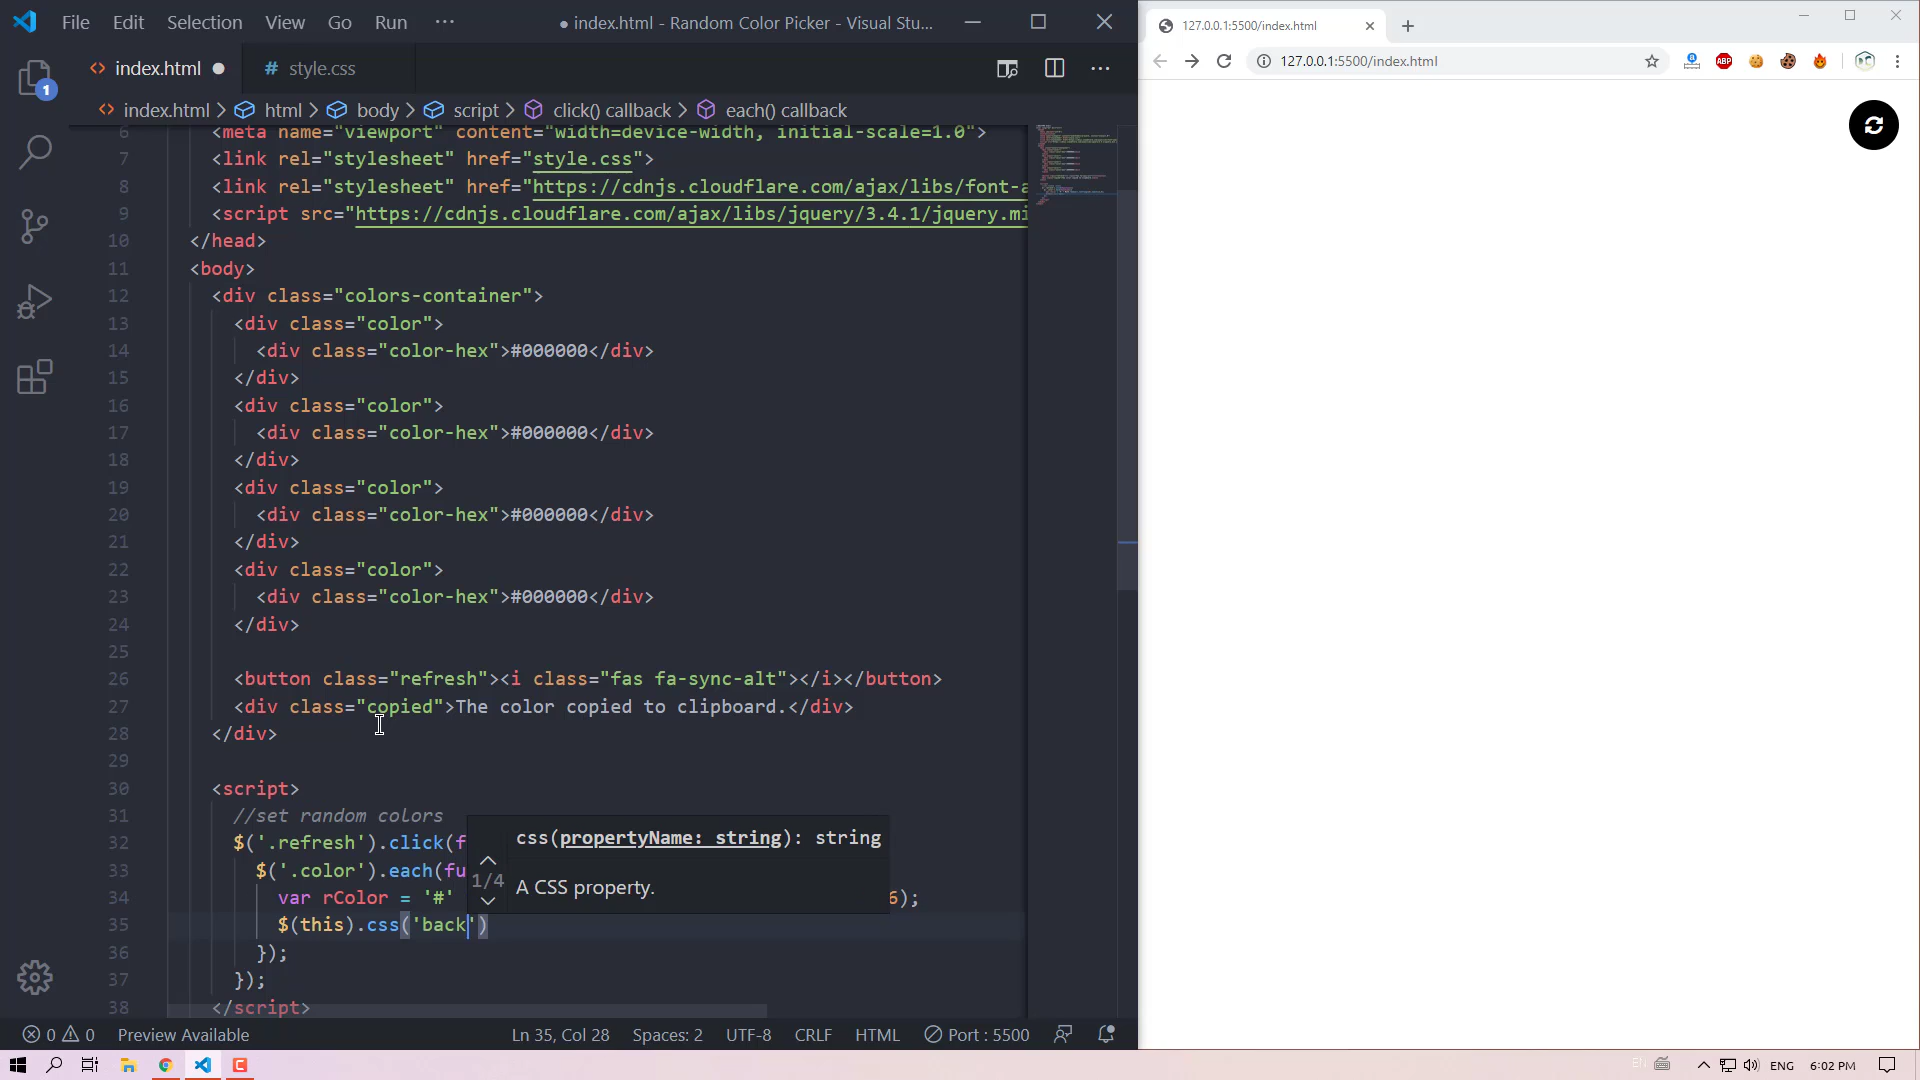 File Edit Selection View Go Run ··· ● index.html - Random Color Picker - Visual Stu...
<> index.html ● # style.css
<> index.html > html > body > script > click() callback > each() callback
1
6 <meta name="viewport" content="width=device-width, initial-scale=1.0">
7 <link rel="stylesheet" href="style.css">
8 <link rel="stylesheet" href="https://cdnjs.cloudflare.com/ajax/libs/font-a
9 <script src="https://cdnjs.cloudflare.com/ajax/libs/jquery/3.4.1/jquery.mi
10 </head>
11 <body>
12 <div class="colors-container">
13 <div class="color">
14 <div class="color-hex">#000000</div>
15 </div>
16 <div class="color">
17 <div class="color-hex">#000000</div>
18 </div>
19 <div class="color">
20 <div class="color-hex">#000000</div>
21 </div>
22 <div class="color">
23 <div class="color-hex">#000000</div>
24 </div>
25
26 <button class="refresh"><i class="fas fa-sync-alt"></i></button>
27 <div class="copied">The color copied to clipboard.</div>
28 </div>
29
30 <script>
31 //set random colors
32 $('.refresh').click(f
33 $('.color').each(fu
34 var rColor = '#' 6);
35 $(this).css('back')
36 });
37 });
38 </script>
css(propertyName: string): string
1/4
A CSS property.
0 0 Preview Available Ln 35, Col 28 Spaces: 2 UTF-8 CRLF HTML Port : 5500
127.0.0.1:5500/index.html
127.0.0.1:5500/index.html
ABP
EN ENG 6:02 PM